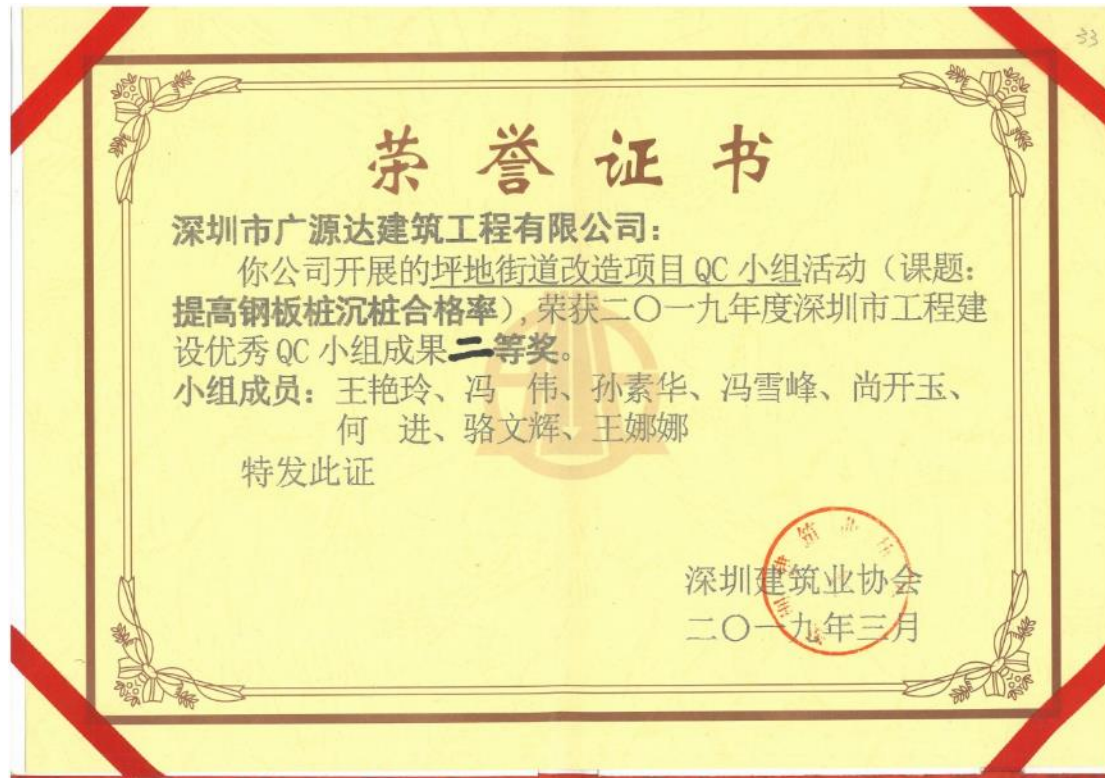 33
荣誉证书
深圳市广源达建筑工程有限公司：
你公司开展的坪地街道改造项目QC小组活动（课题：
提高钢板桩沉桩合格率），荣获二〇一九年度深圳市工程建
设优秀QC小组成果二等奖。
小组成员：王艳玲、冯　伟、孙素华、冯雪峰、尚开玉、
何　进、骆文辉、王娜娜
特发此证
深圳建筑业协会
二〇一九年三月